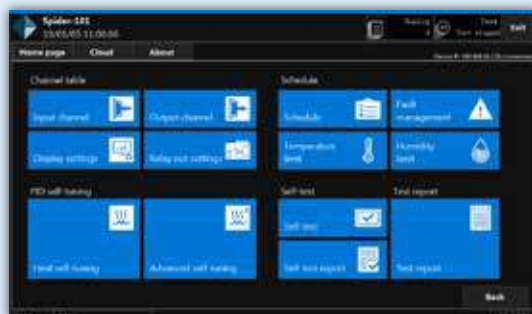 Spider-101
Exit
Home page Cloud About
Channel table
Schedule
Input channel
Output channel
Schedule
Fault management
Display settings
Relay out settings
Temperature limit
Humidity limit
PID self-tuning
Self-test
Test report
Self-test
Heat self-tuning
Advanced self-tuning
Self-test report
Test report
Back